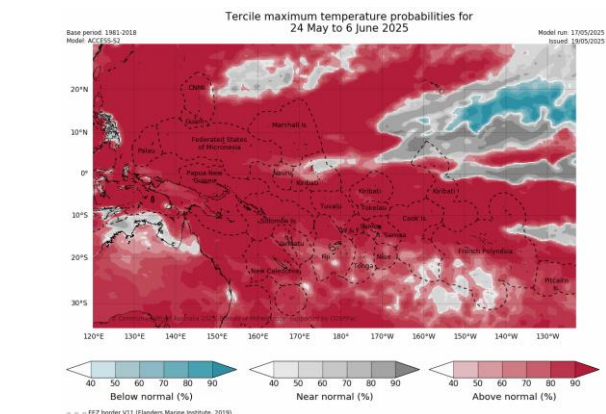 Tercile maximum temperature probabilities for
24 May to 6 June 2025
Base period: 1981-2018
Model: ACCESS-S2
Model run: 17/05/2025
Issued: 19/05/2025
20°N
10°N
0°
10°S
20°S
30°S
CNMI
Guam
Marshall Is.
Federated States
of Micronesia
Palau
Nauru
Papua New
Guinea
Kiribati
Kiribati
Kiribati
Tuvalu
Tokelau
Solomon Is.
Cook Is.
Samoa
A. Samoa
Vanuatu
Fiji
Niue
French Polynesia
Tonga
New Caledonia
Pitcairn
120°E
130°E
140°E
150°E
160°E
170°E
180°
170°W
160°W
150°W
140°W
130°W
40 50 60 70 80 90
Below normal (%)
40 50 60 70 80 90
Near normal (%)
40 50 60 70 80 90
Above normal (%)
EEZ border V11 (Flanders Marine Institute, 2019)